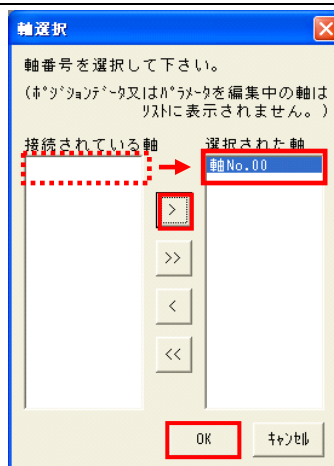 軸選択
軸番号を選択して下さい。
(ﾎﾟｼﾞｼｮﾝﾃﾞｰﾀ又はﾊﾟﾗﾒｰﾀを編集中の軸は
ﾘｽﾄに表示されません。)
接続されている軸 選択された軸
軸No.00
>
>>
<
<<
OK ｷｬﾝｾﾙ